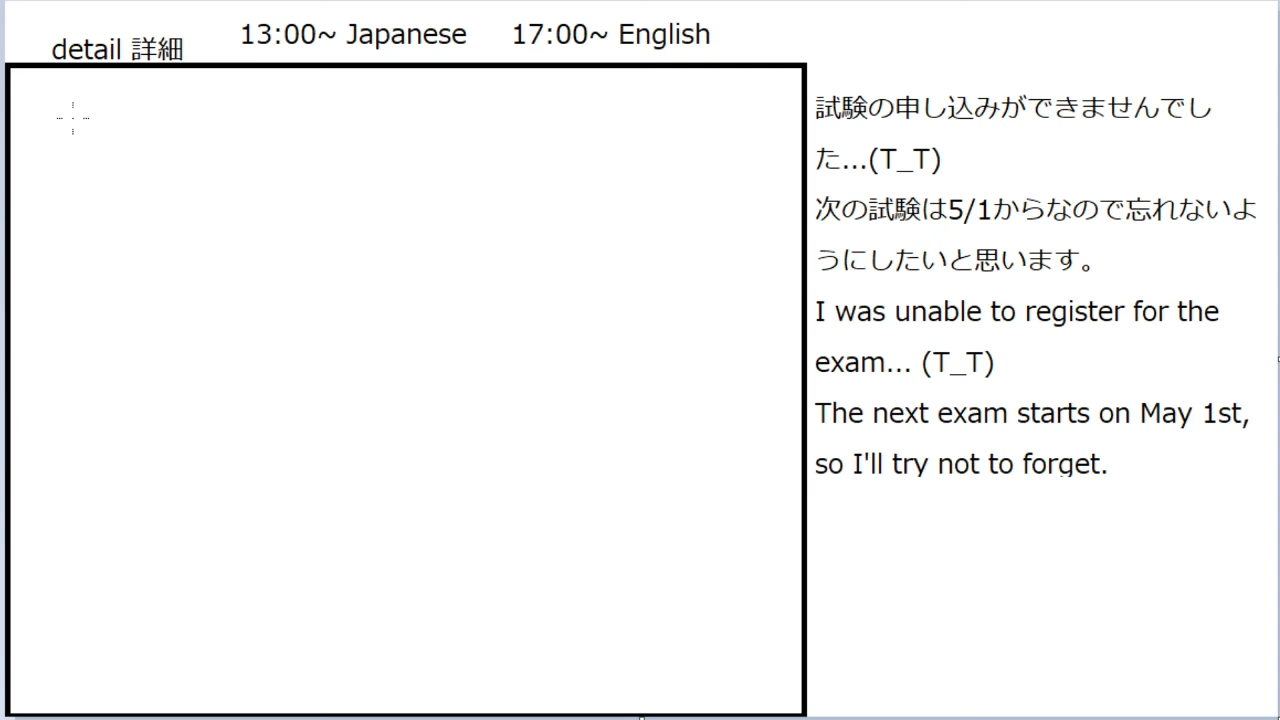 detail 詳細
13:00~ Japanese
17:00~ English
試験の申し込みができませんでし
た...(T_T)
次の試験は5/1からなので忘れないよ
うにしたいと思います。
I was unable to register for the
exam... (T_T)
The next exam starts on May 1st,
so I'll try not to forget.